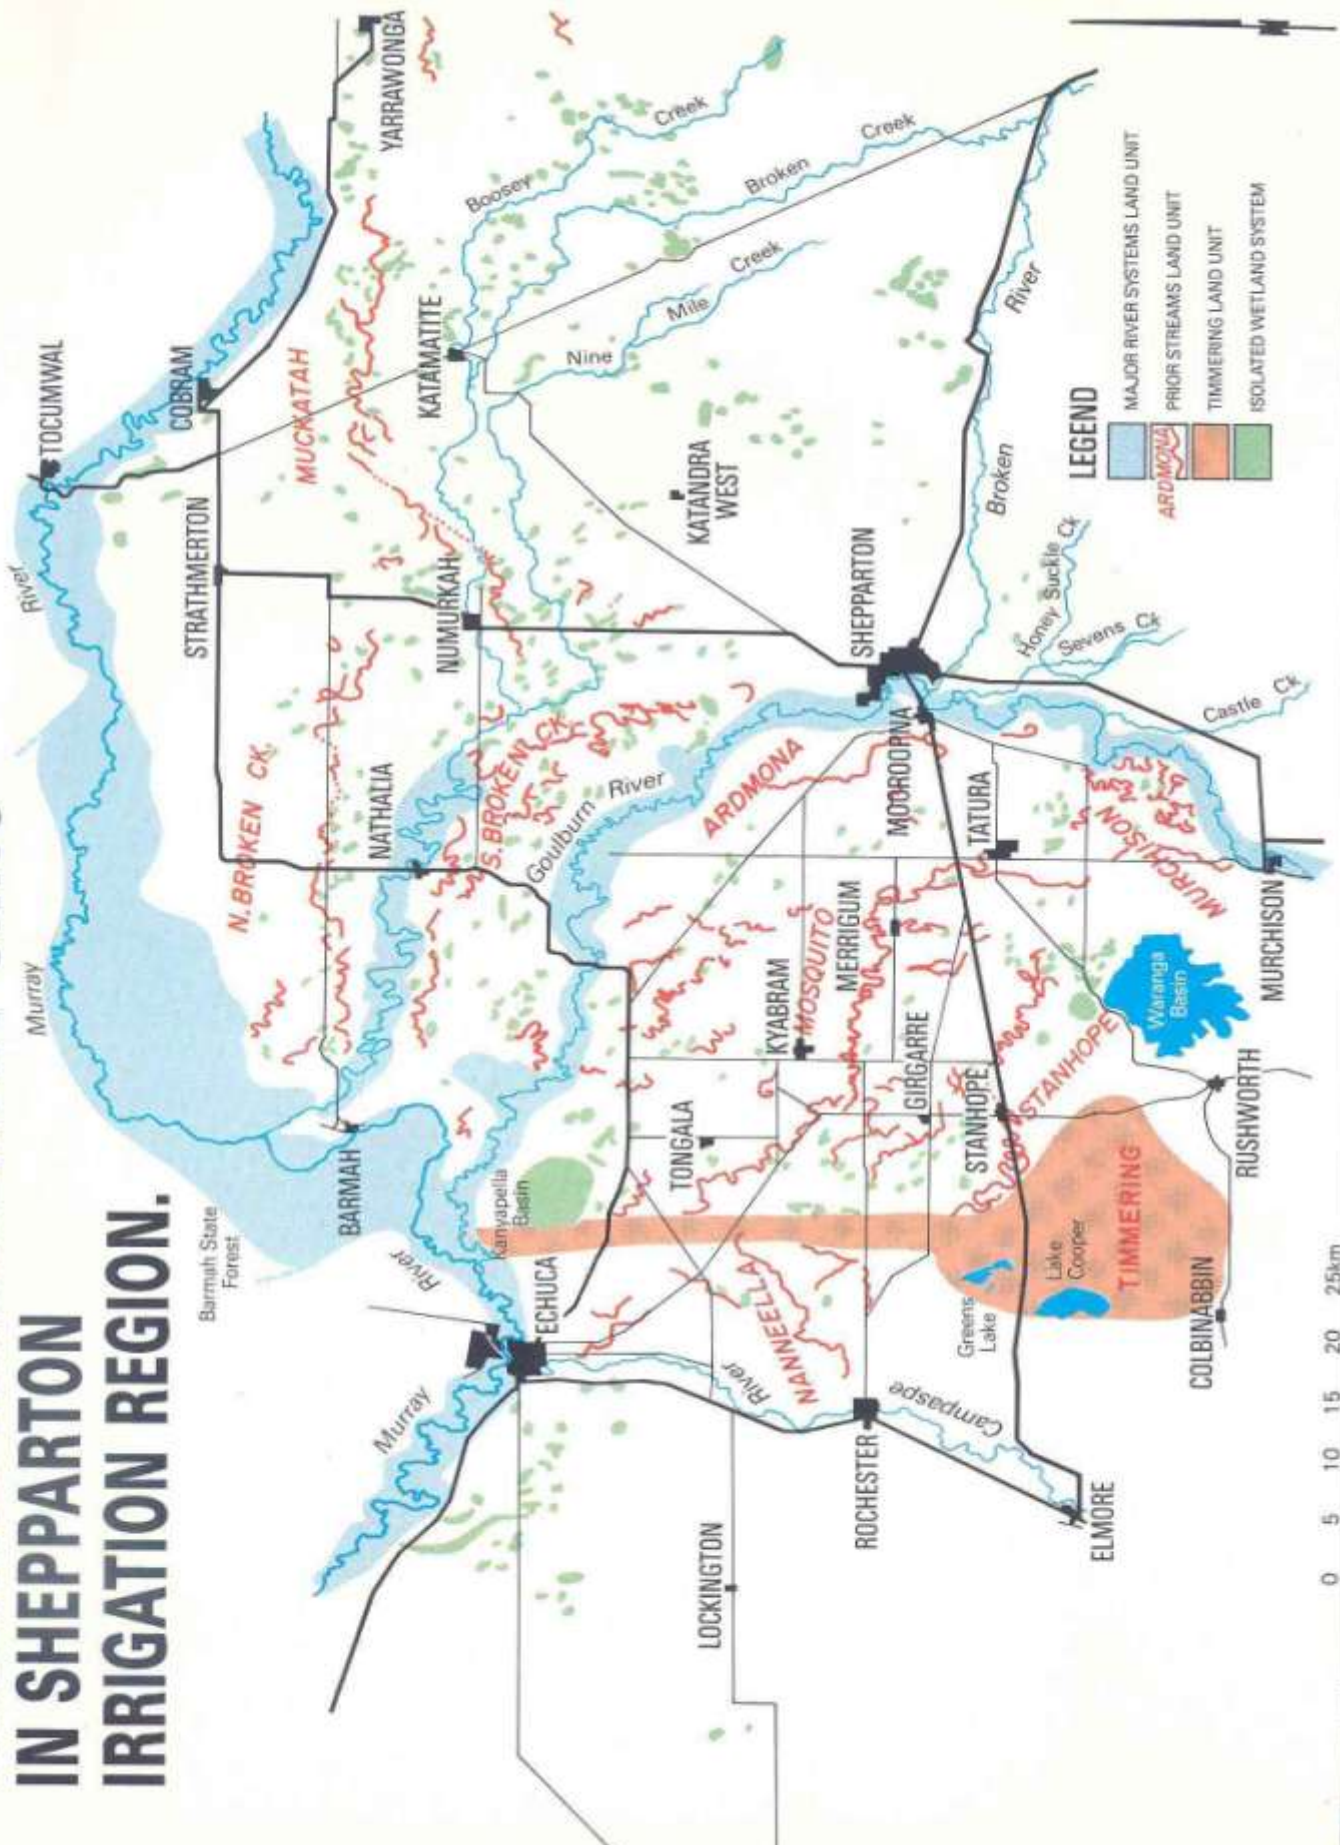 IN SHEPPARTON
IRRIGATION REGION.
TOCUMWAL
River
COBRAM
YARRAWONGA
STRATHMERTON
MUCKATAH
Murray
Barmah State
Forest
N.BROKEN CK.
KATAMATITE
Boosey
Creek
BARMAH
NATHALIA
NUMURKAH
Nine
Mile
Creek
Broken
Creek
River
Murray
Kanyapella
Basin
S.BROKEN CK.
ECHUCA
Goulburn
River
KATANDRA
WEST
TONGALA
ARDMONA
SHEPPARTON
LOCKINGTON
River
NANNEELLA
KYABRAM
MOSQUITO
MERRIGUM
MOOROOPNA
ROCHESTER
GIRGARRE
Campaspe
Greens
Lake
STANHOPE
TATURA
Broken
River
Lake
Cooper
STANHOPE
Honey Suckle Ck
Sevens Ck
ELMORE
TIMMERING
MURCHISON
Waranga
Basin
Castle Ck
COLBINABBIN
RUSHWORTH
MURCHISON
LEGEND
MAJOR RIVER SYSTEMS LAND UNIT
ARDMONA
PRIOR STREAMS LAND UNIT
TIMMERING LAND UNIT
ISOLATED WETLAND SYSTEM
N
0 5 10 15 20 25km